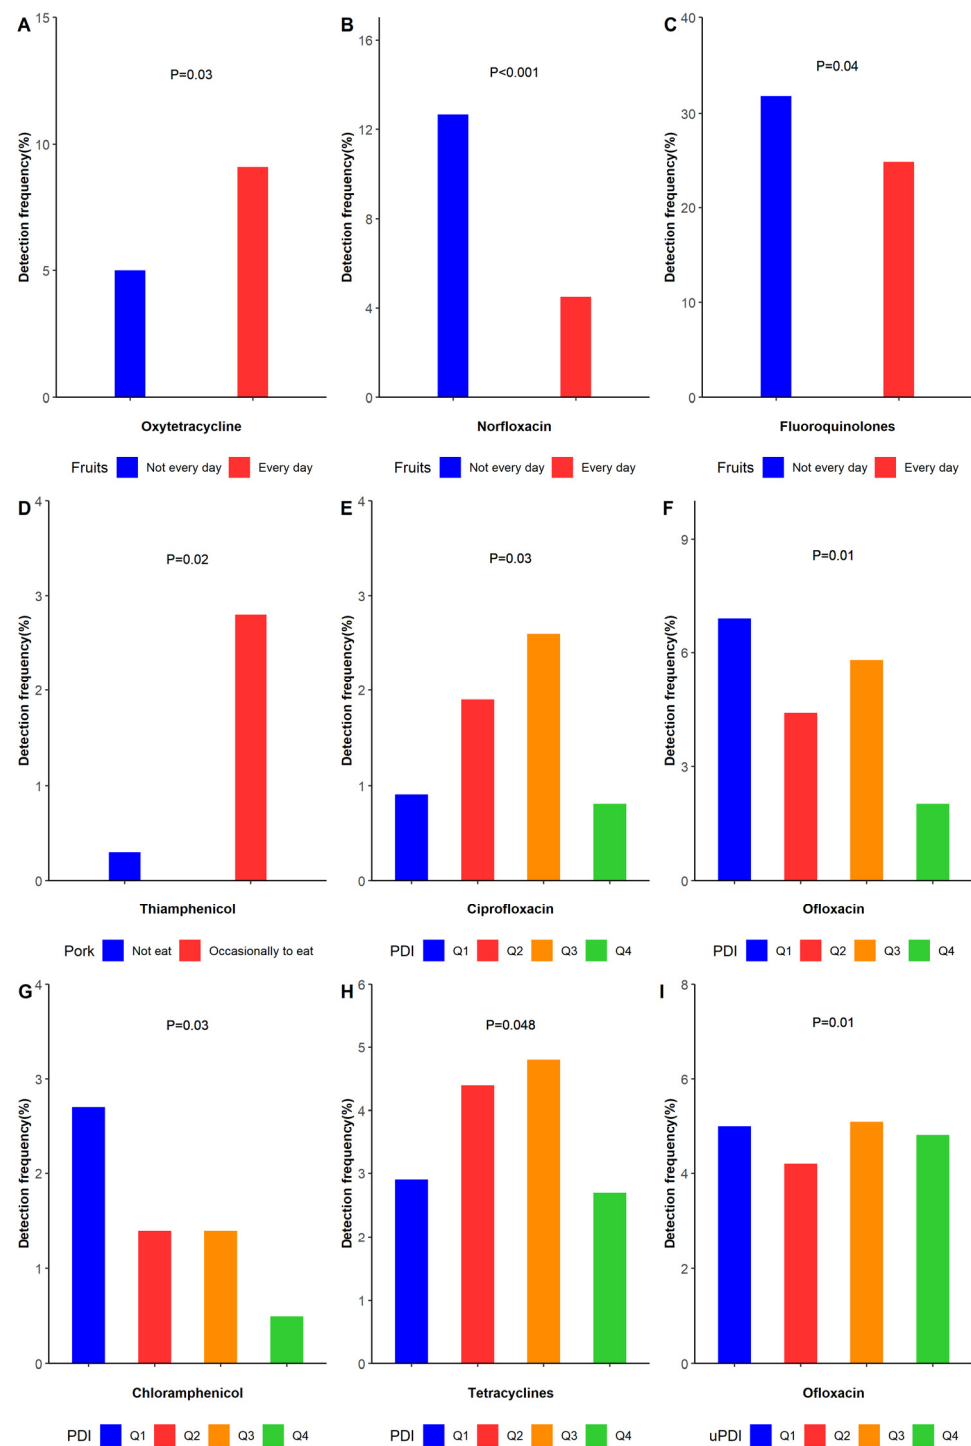 A
15
10
5
0
Detection frequency(%)
P=0.03
Oxytetracycline
Fruits Not every day Every day
B
16
12
8
4
0
Detection frequency(%)
P<0.001
Norfloxacin
Fruits Not every day Every day
C
40
30
20
10
0
Detection frequency(%)
P=0.04
Fluoroquinolones
Fruits Not every day Every day
D
4
3
2
1
0
Detection frequency(%)
P=0.02
Thiamphenicol
Pork Not eat Occasionally to eat
E
4
3
2
1
0
Detection frequency(%)
P=0.03
Ciprofloxacin
PDI Q1 Q2 Q3 Q4
F
9
6
3
0
Detection frequency(%)
P=0.01
Ofloxacin
PDI Q1 Q2 Q3 Q4
G
4
3
2
1
0
Detection frequency(%)
P=0.03
Chloramphenicol
PDI Q1 Q2 Q3 Q4
H
6
5
4
3
2
1
0
Detection frequency(%)
P=0.048
Tetracyclines
PDI Q1 Q2 Q3 Q4
I
8
6
4
2
0
Detection frequency(%)
P=0.01
Ofloxacin
uPDI Q1 Q2 Q3 Q4